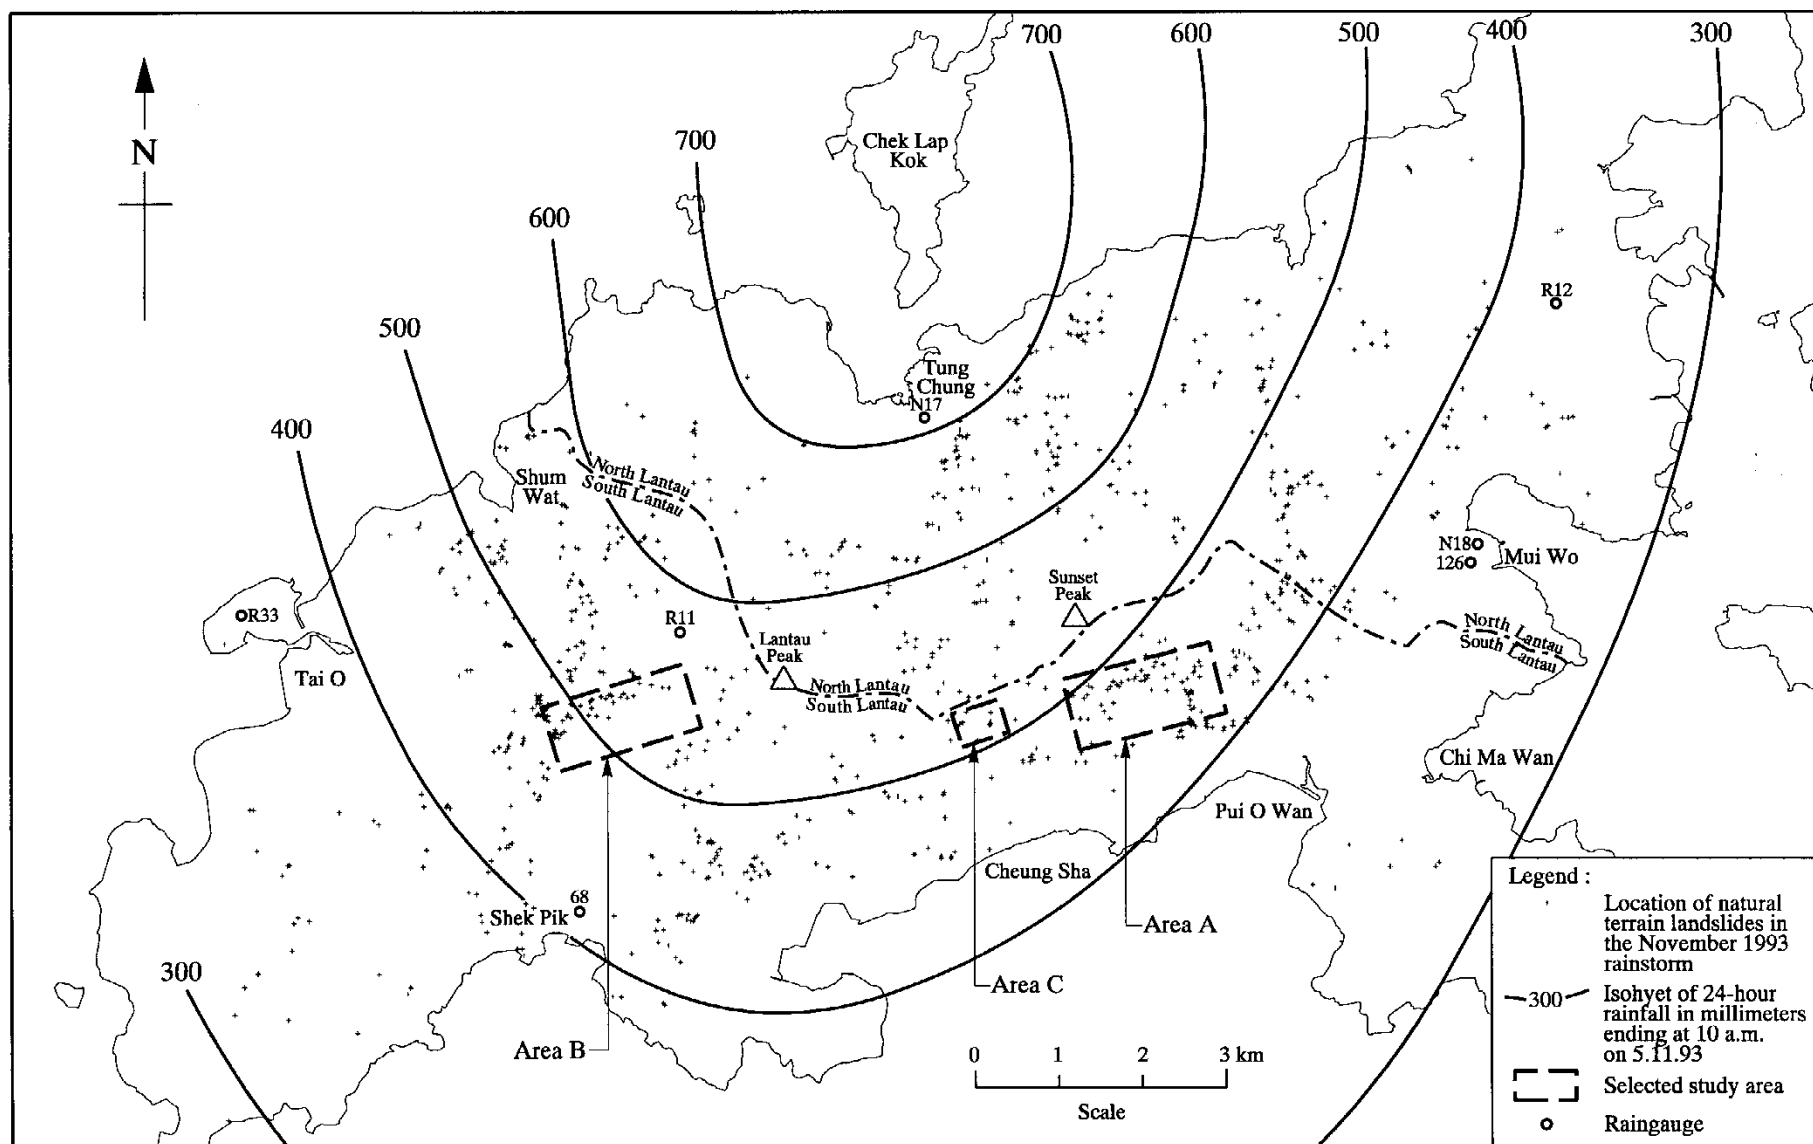 700
600
500
400
300
N
700
600
500
400
300
Chek Lap
Kok
R12
Tung
Chung
N17
North Lantau
South Lantau
Shum
Wat
N18
126
Mui Wo
Sunset
Peak
R33
R11
Lantau
Peak
North Lantau
South Lantau
North Lantau
South Lantau
Tai O
Chi Ma Wan
Pui O Wan
Cheung Sha
68
Shek Pik
Area A
Area C
Area B
0 1 2 3 km
Scale
Legend :
Location of natural
terrain landslides in
the November 1993
rainstorm
300
Isohyet of 24-hour
rainfall in millimeters
ending at 10 a.m.
on 5.11.93
Selected study area
Raingauge